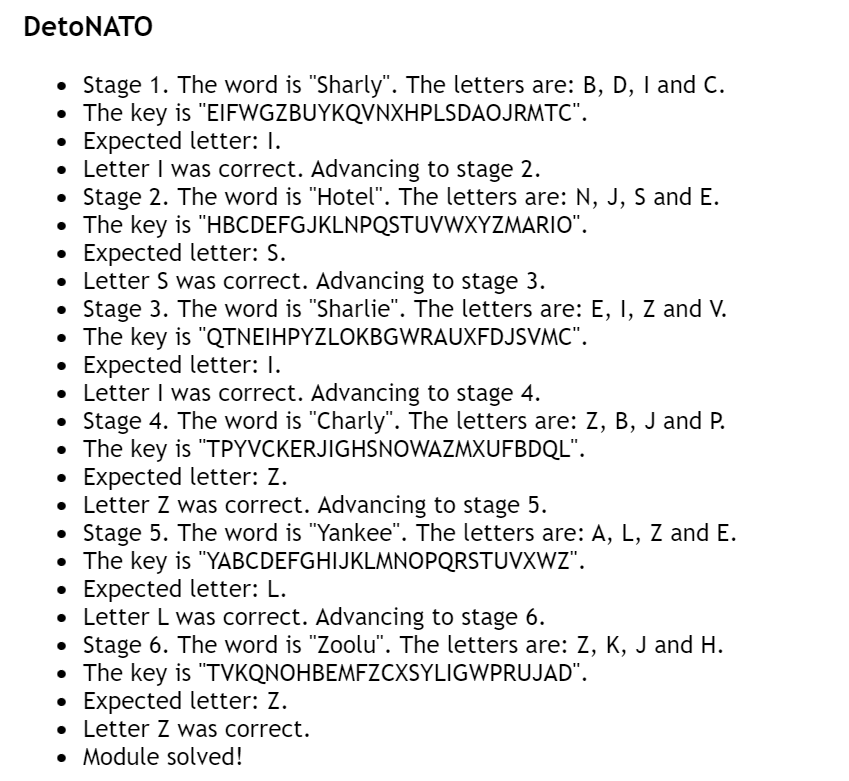 DetoNATO
• Stage 1. The word is "Sharly". The letters are: B, D, I and C.
• The key is "EIFWGZBUYKQVNXHPLSDAOJRMTC".
• Expected letter: I.
• Letter I was correct. Advancing to stage 2.
• Stage 2. The word is "Hotel". The letters are: N, J, S and E.
• The key is "HBCDEFGJKLNPQSTUVWXYZMARIO".
• Expected letter: S.
• Letter S was correct. Advancing to stage 3.
• Stage 3. The word is "Sharlie". The letters are: E, I, Z and V.
• The key is "QTNEIHPYZLOKBGWRAUXFDJSVMC".
• Expected letter: I.
• Letter I was correct. Advancing to stage 4.
• Stage 4. The word is "Charly". The letters are: Z, B, J and P.
• The key is "TPYVCKERJIGHSNOWAZMXUFBDQL".
• Expected letter: Z.
• Letter Z was correct. Advancing to stage 5.
• Stage 5. The word is "Yankee". The letters are: A, L, Z and E.
• The key is "YABCDEFGHIJKLMNOPQRSTUVXWZ".
• Expected letter: L.
• Letter L was correct. Advancing to stage 6.
• Stage 6. The word is "Zoolu". The letters are: Z, K, J and H.
• The key is "TVKQNOHBEMFZCXSYLIGWPRUJAD".
• Expected letter: Z.
• Letter Z was correct.
• Module solved!